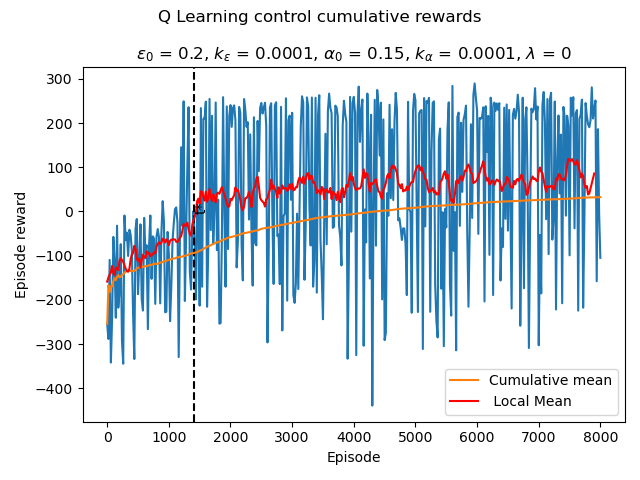 Q Learning control cumulative rewards
ε₀ = 0.2, kε = 0.0001, α₀ = 0.15, kα = 0.0001, λ = 0
300
200
100
0
−100
−200
−300
−400
Episode reward
0 1000 2000 3000 4000 5000 6000 7000 8000
Episode
Cumulative mean
Local Mean